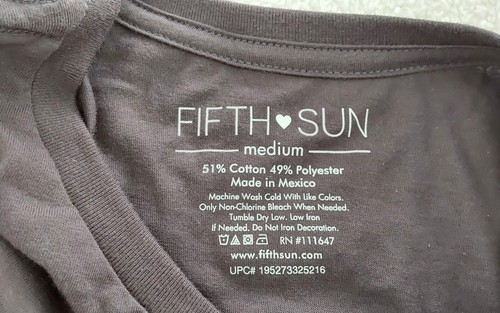 FIFTH♥SUN
medium
51% Cotton 49% Polyester
Made in Mexico
Machine Wash Cold With Like Colors.
Only Non-Chlorine Bleach When Needed.
Tumble Dry Low. Low Iron
If Needed. Do Not Iron Decoration.
RN #111647
www.fifthsun.com
UPC# 195273325216